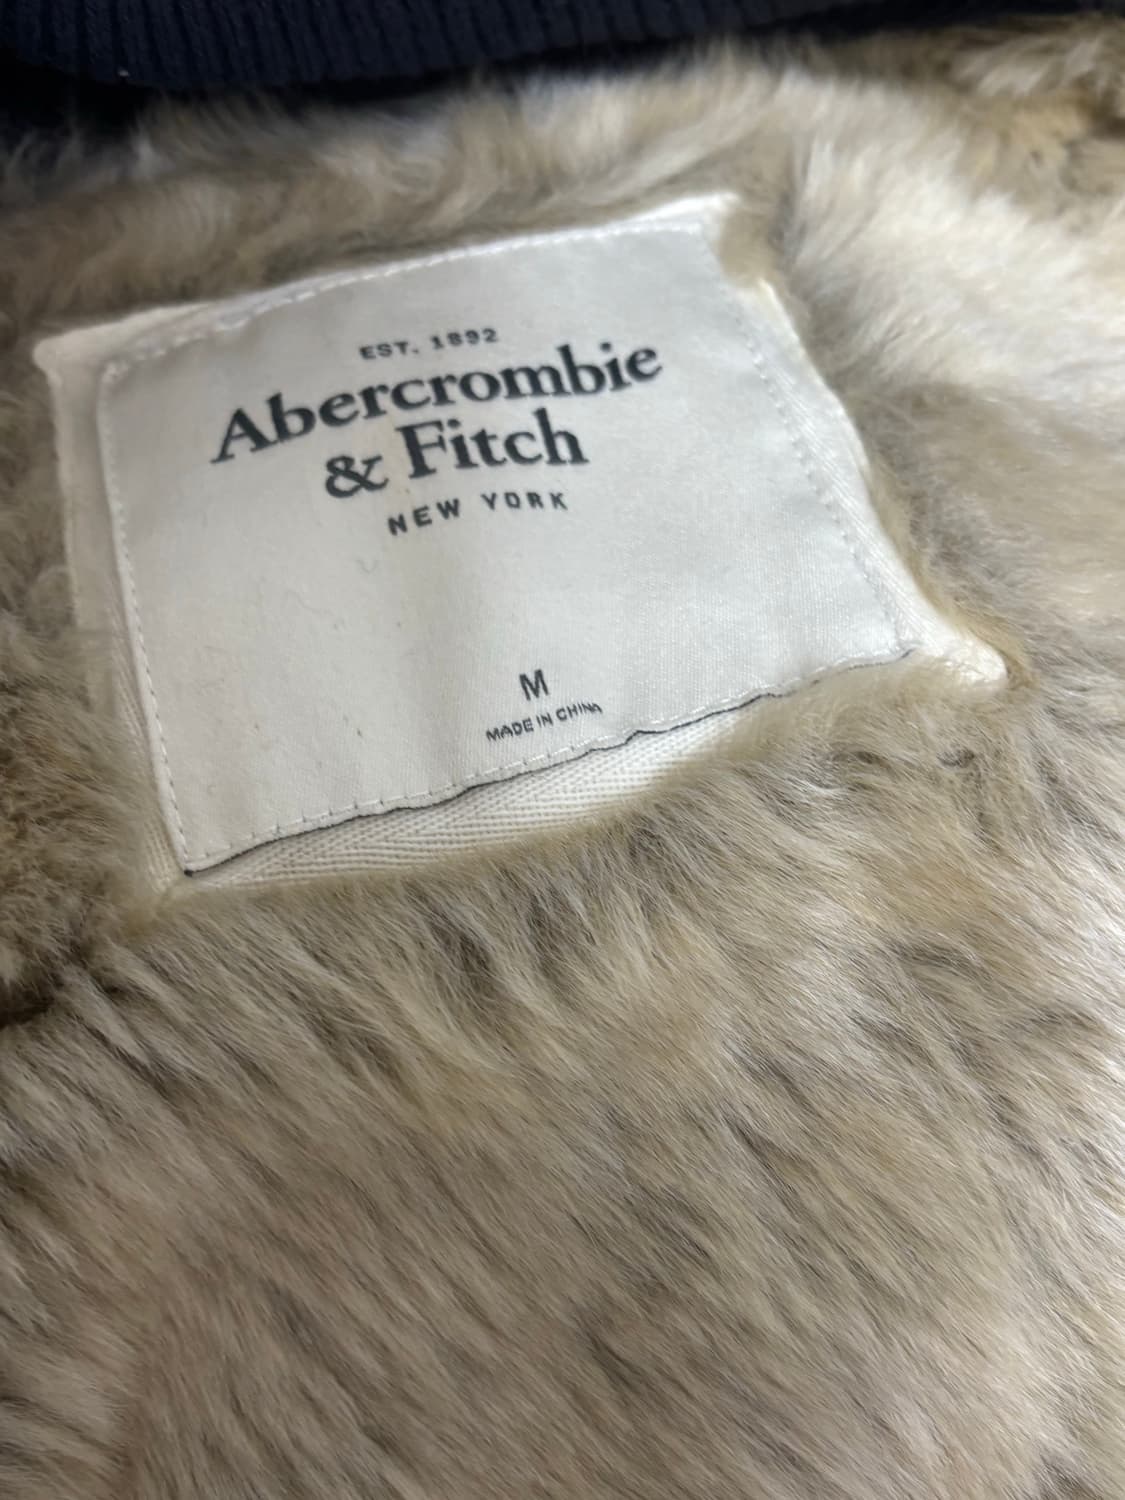 EST. 1892
Abercrombie
& Fitch
NEW YORK
M
MADE IN CHINA